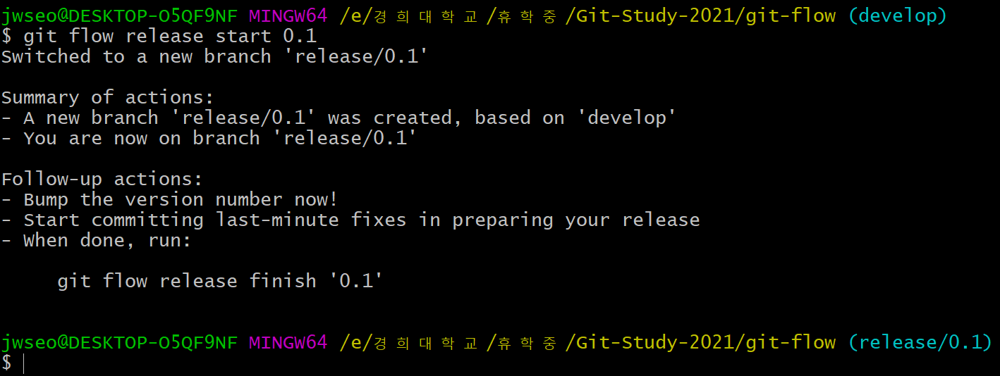 jwseo@DESKTOP-O5QF9NF MINGW64 /e/경희대학교/휴학중/Git-Study-2021/git-flow (develop)
$ git flow release start 0.1
Switched to a new branch 'release/0.1'
Summary of actions:
- A new branch 'release/0.1' was created, based on 'develop'
- You are now on branch 'release/0.1'
Follow-up actions:
- Bump the version number now!
- Start committing last-minute fixes in preparing your release
- When done, run:
git flow release finish '0.1'
jwseo@DESKTOP-O5QF9NF MINGW64 /e/경희대학교/휴학중/Git-Study-2021/git-flow (release/0.1)
$